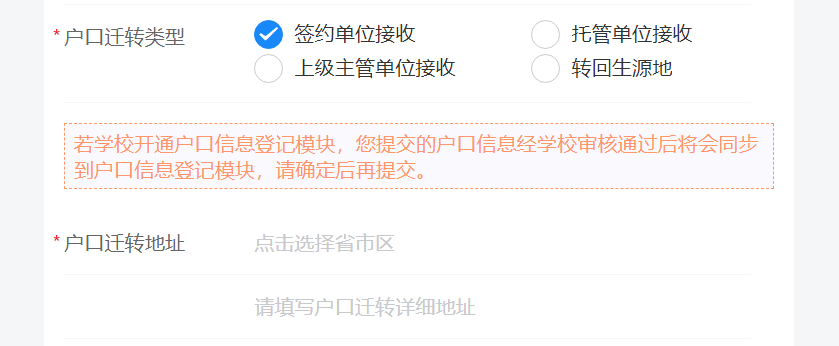 * 户口迁转类型 签约单位接收 托管单位接收
上级主管单位接收 转回生源地
若学校开通户口信息登记模块，您提交的户口信息经学校审核通过后将会同步
到户口信息登记模块，请确定后再提交。
* 户口迁转地址 点击选择省市区
请填写户口迁转详细地址